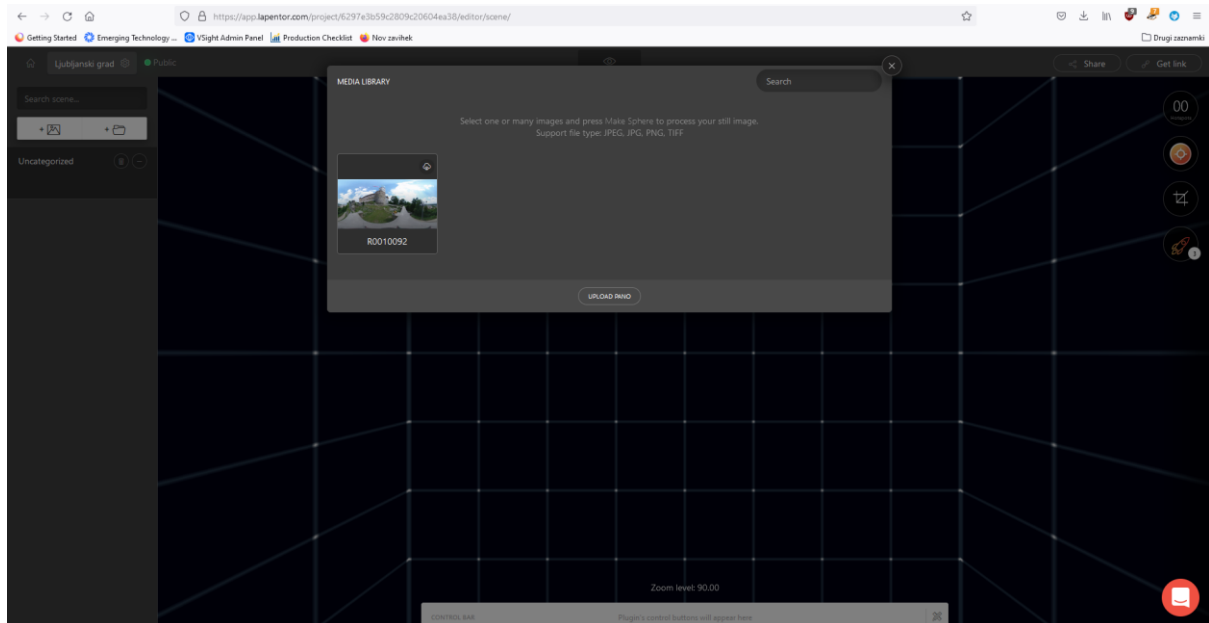 https://app.lapentor.com/project/6297e3b59c2809c20604ea38/editor/scene/
Getting Started Emerging Technology ... VSight Admin Panel Production Checklist Nov zavihek Drugi zaznamki
Ljubljanski grad Public Share Get link
MEDIA LIBRARY Search
Search scene...
Select one or many images and press Make Sphere to process your still image.
Support file type: JPEG, JPG, PNG, TIFF
Uncategorized
R0010092
UPLOAD PANO
00
1
Zoom level: 90.00
CONTROL BAR Plugin's control buttons will appear here